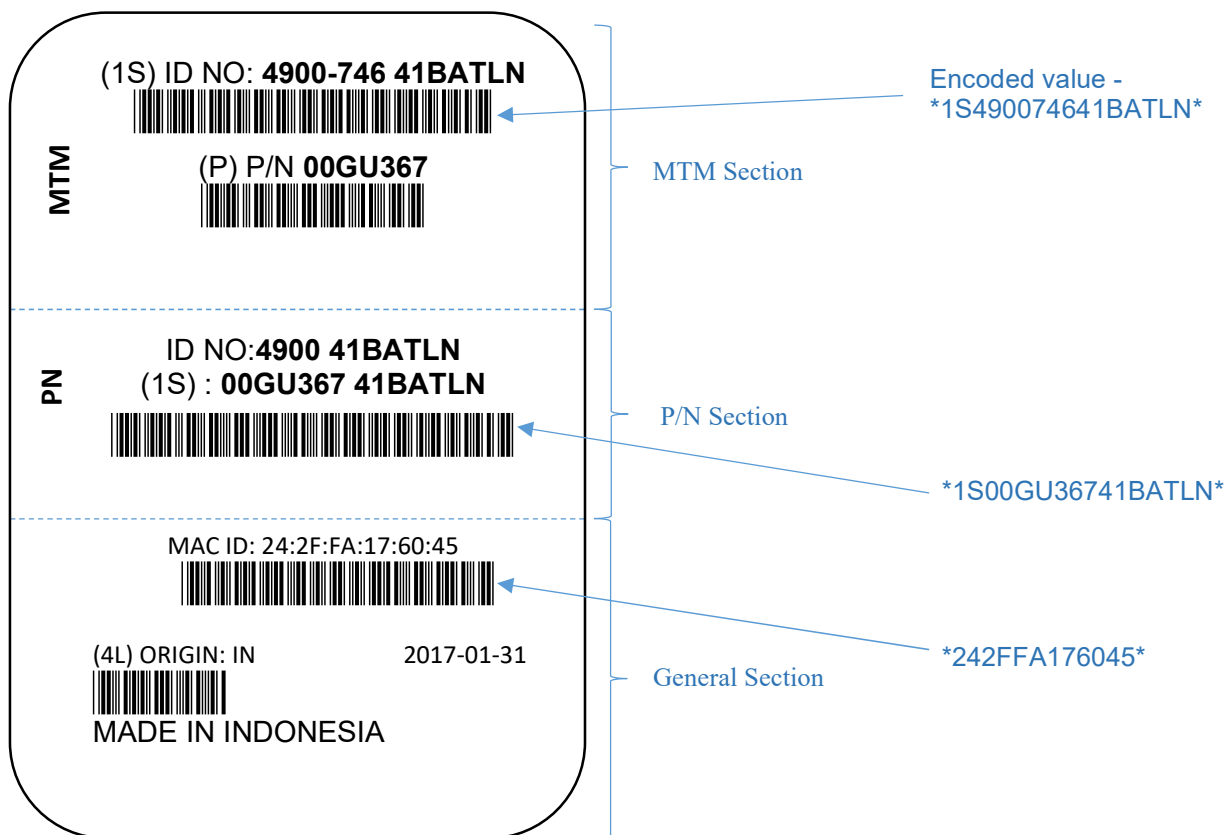 (1S) ID NO: 4900-746 41BATLN
Encoded value -
*1S490074641BATLN*
MTM
(P) P/N 00GU367
MTM Section
ID NO:4900 41BATLN
PN
(1S) : 00GU367 41BATLN
P/N Section
*1S00GU36741BATLN*
MAC ID: 24:2F:FA:17:60:45
(4L) ORIGIN: IN 2017-01-31
*242FFA176045*
General Section
MADE IN INDONESIA